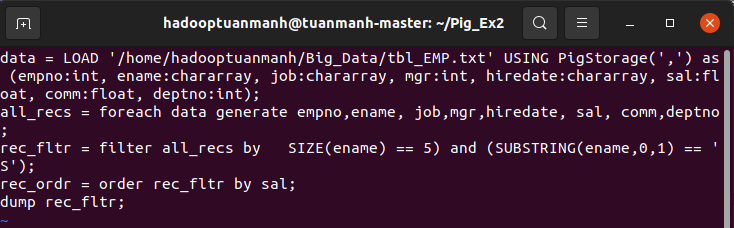 hadooptuanmanh@tuanmanh-master: ~/Pig_Ex2
data = LOAD '/home/hadooptuanmanh/Big_Data/tbl_EMP.txt' USING PigStorage(',') as
 (empno:int, ename:chararray, job:chararray, mgr:int, hiredate:chararray, sal:fl
oat, comm:float, deptno:int);
all_recs = foreach data generate empno,ename, job,mgr,hiredate, sal, comm,deptno
;
rec_fltr = filter all_recs by   SIZE(ename) == 5) and (SUBSTRING(ename,0,1) == '
S');
rec_ordr = order rec_fltr by sal;
dump rec_fltr;
~